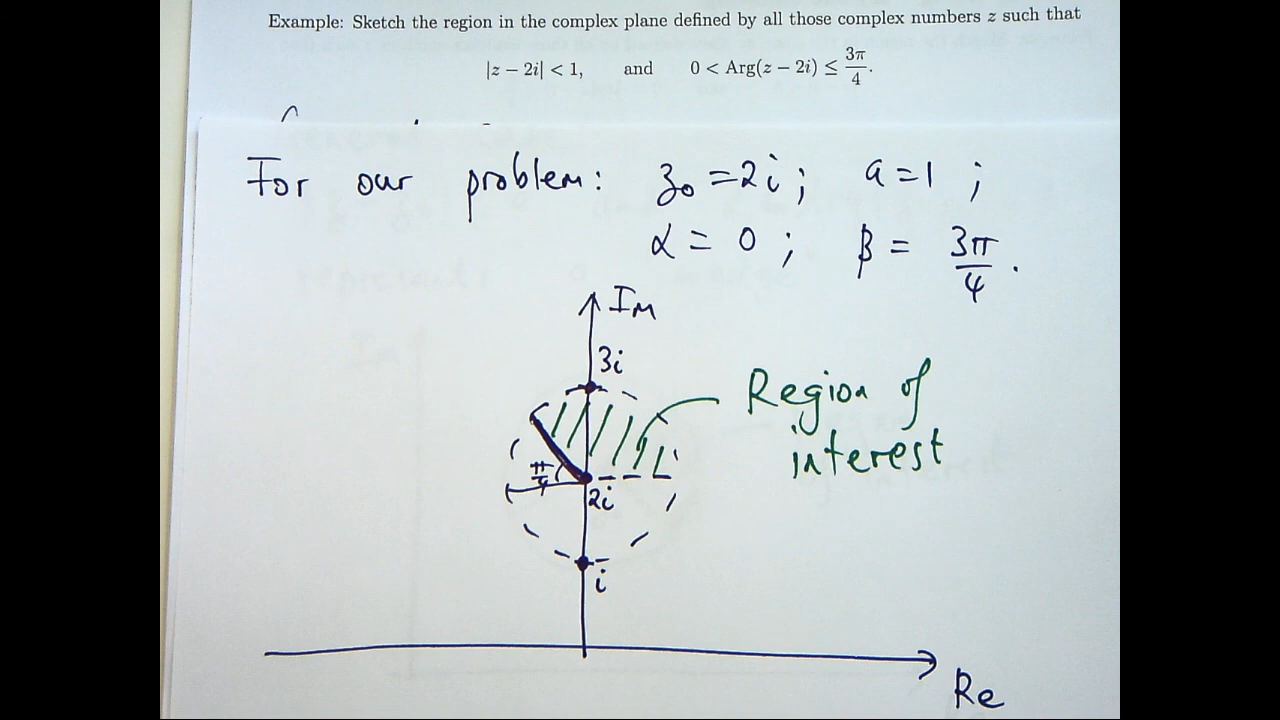 Example: Sketch the region in the complex plane defined by all those complex numbers z such that
|z − 2i| < 1, and 0 < Arg(z − 2i) ≤ 3π/4.
For our problem: z₀ = 2i; a = 1;
α = 0; β = 3π/4.
Im
3i
Region of
interest
π/4
2i
i
Re